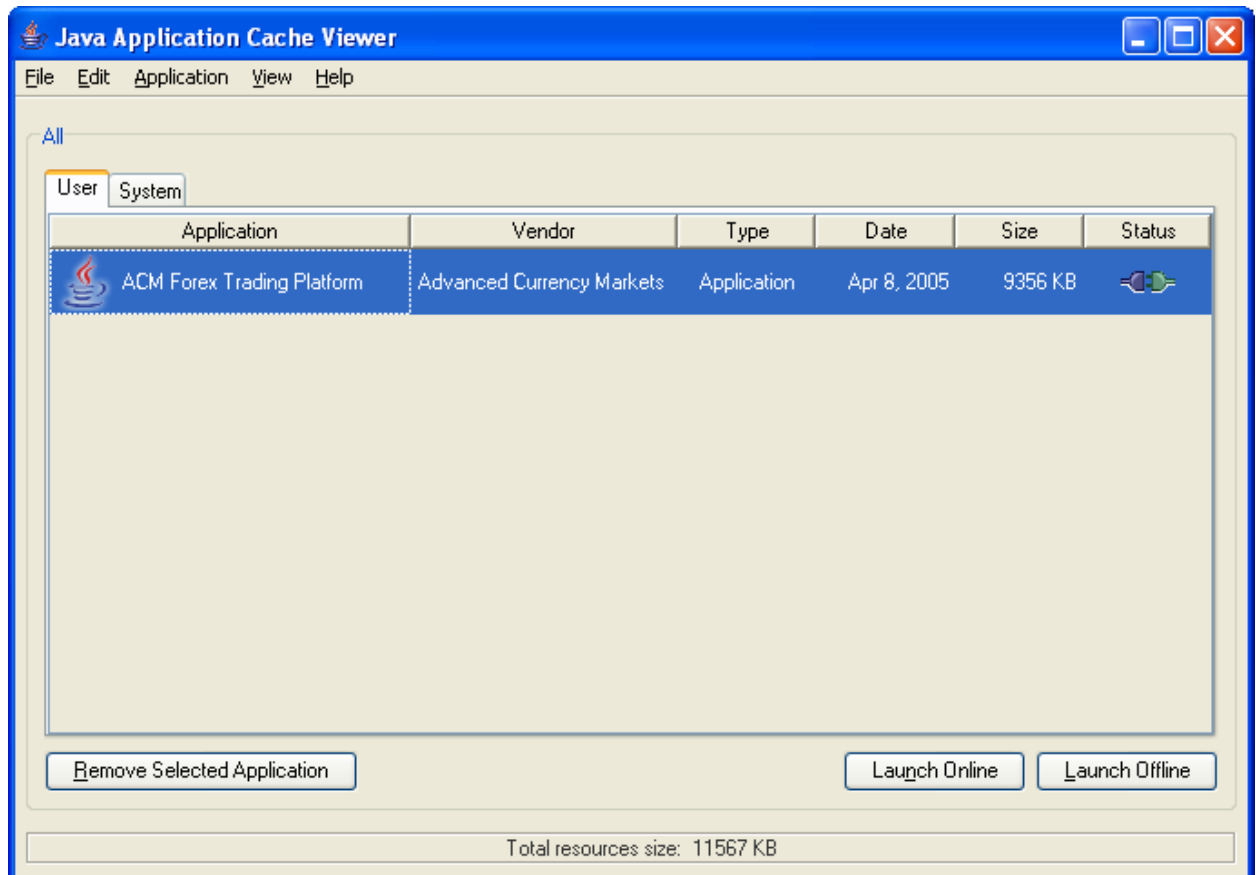 Java Application Cache Viewer
File Edit Application View Help
All
User System
Application Vendor Type Date Size Status
ACM Forex Trading Platform Advanced Currency Markets Application Apr 8, 2005 9356 KB
Remove Selected Application Launch Online Launch Offline
Total resources size: 11567 KB